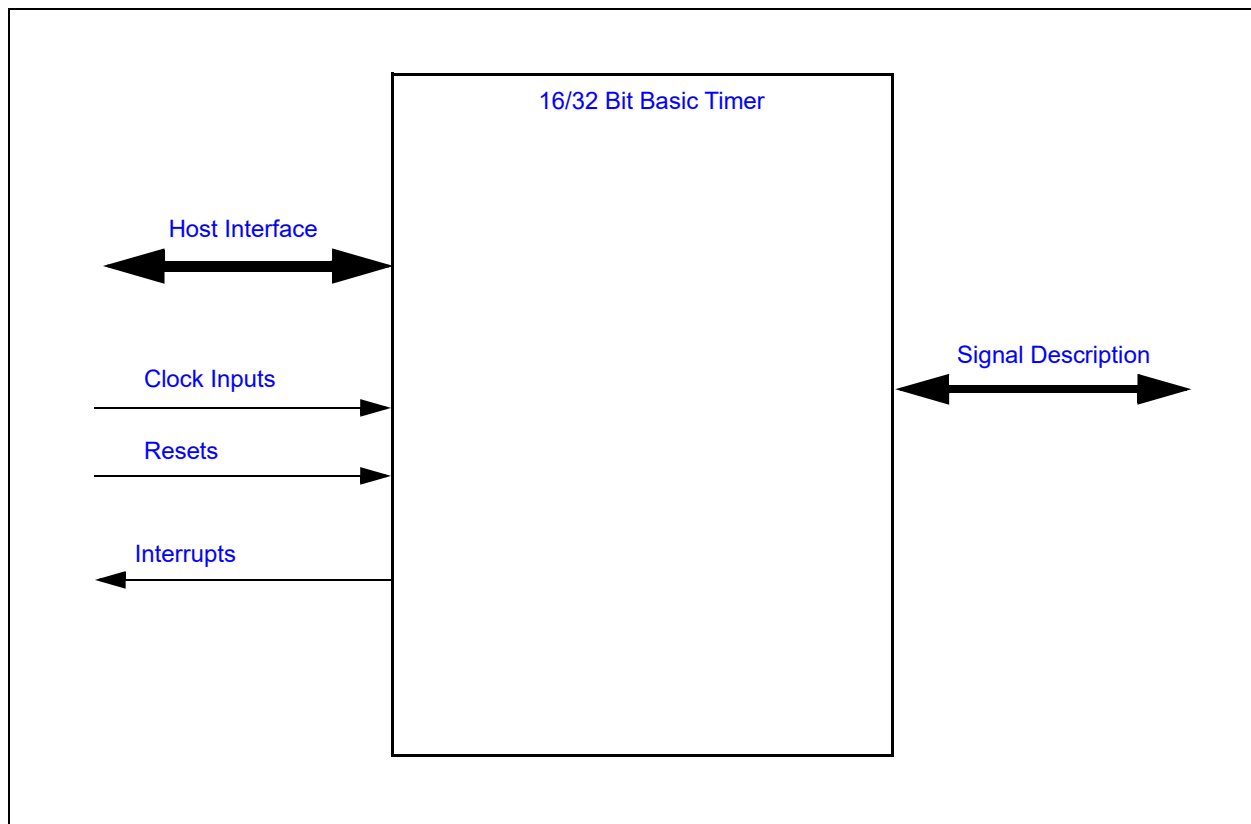 16/32 Bit Basic Timer
Host Interface
Signal Description
Clock Inputs
Resets
Interrupts